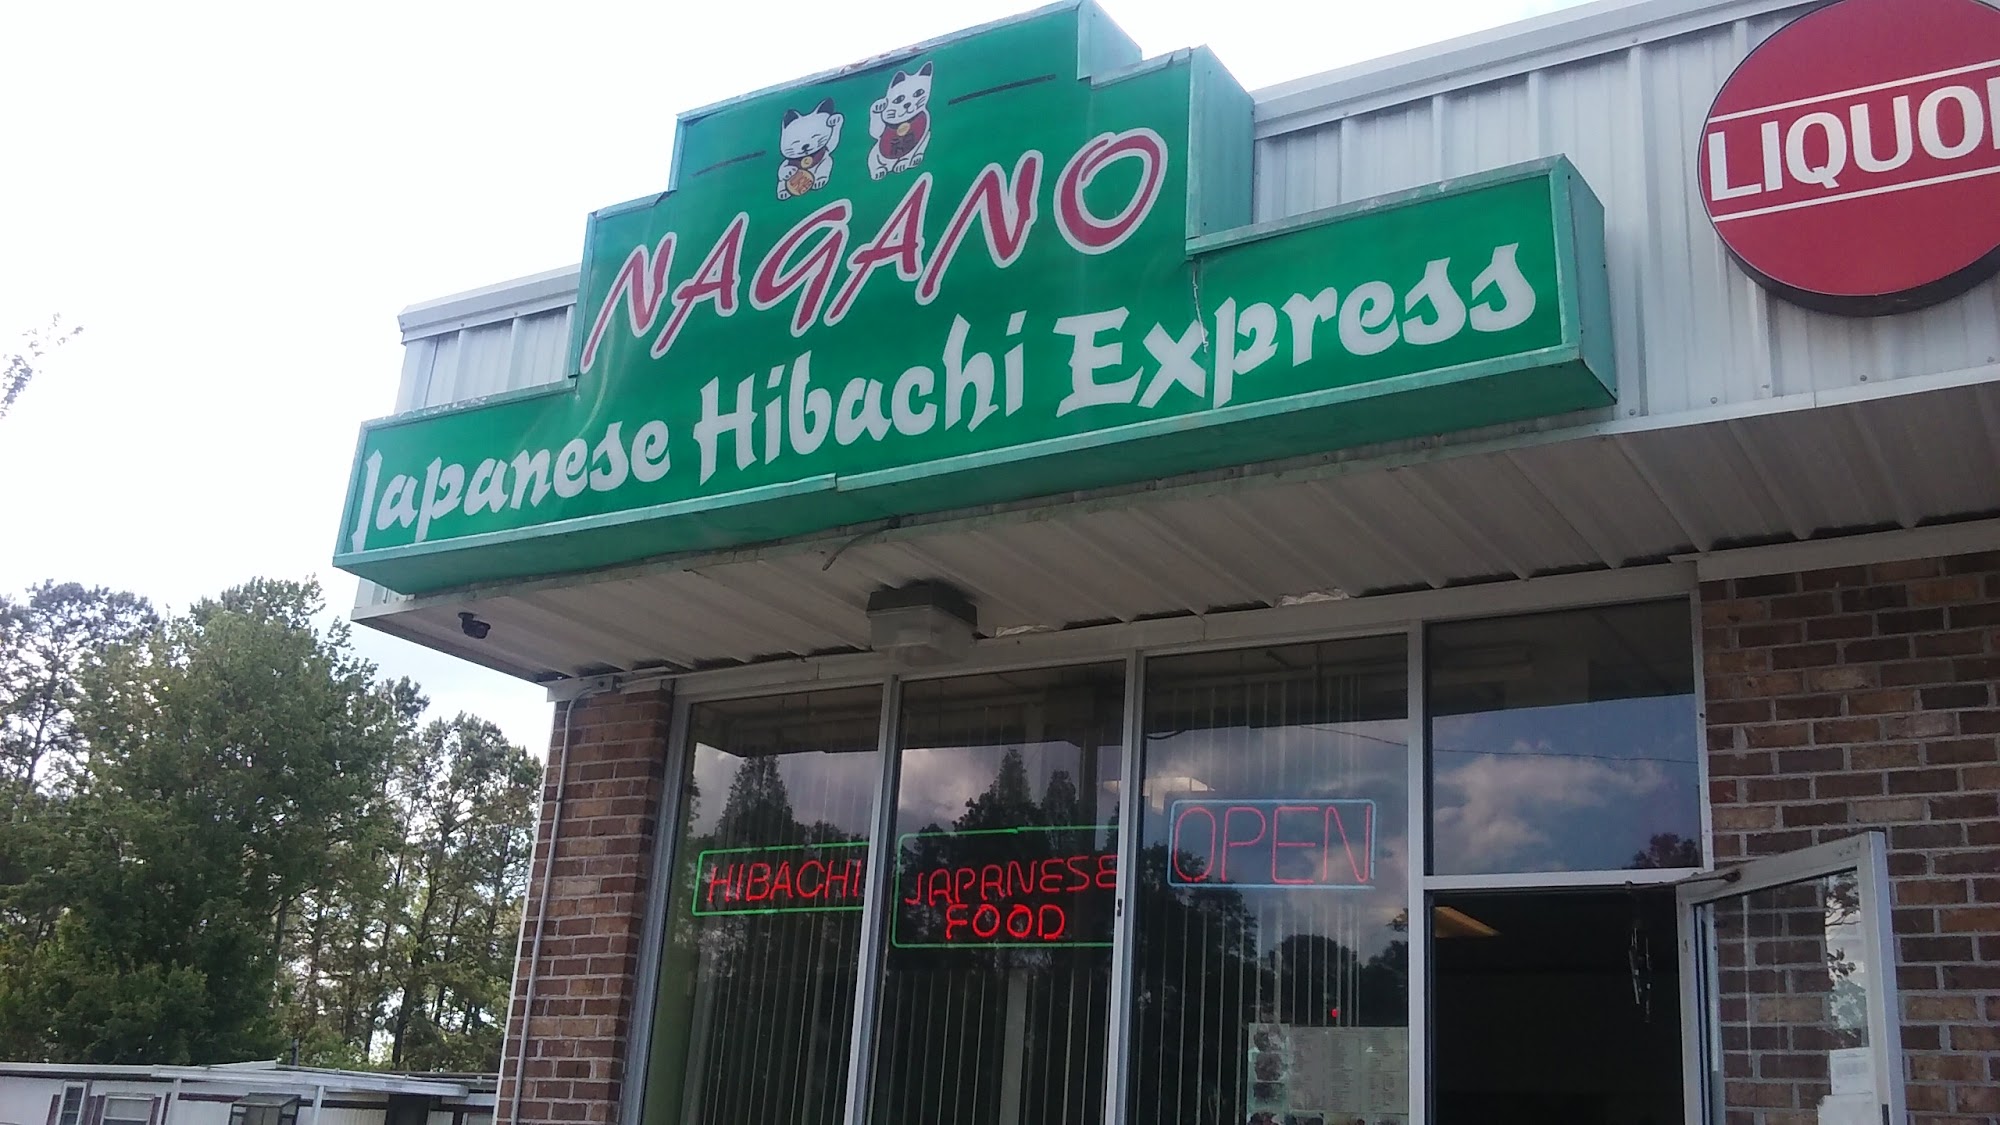 NAGANO
Japanese Hibachi Express
LIQUO
HIBACHI
JAPANESE
FOOD
OPEN